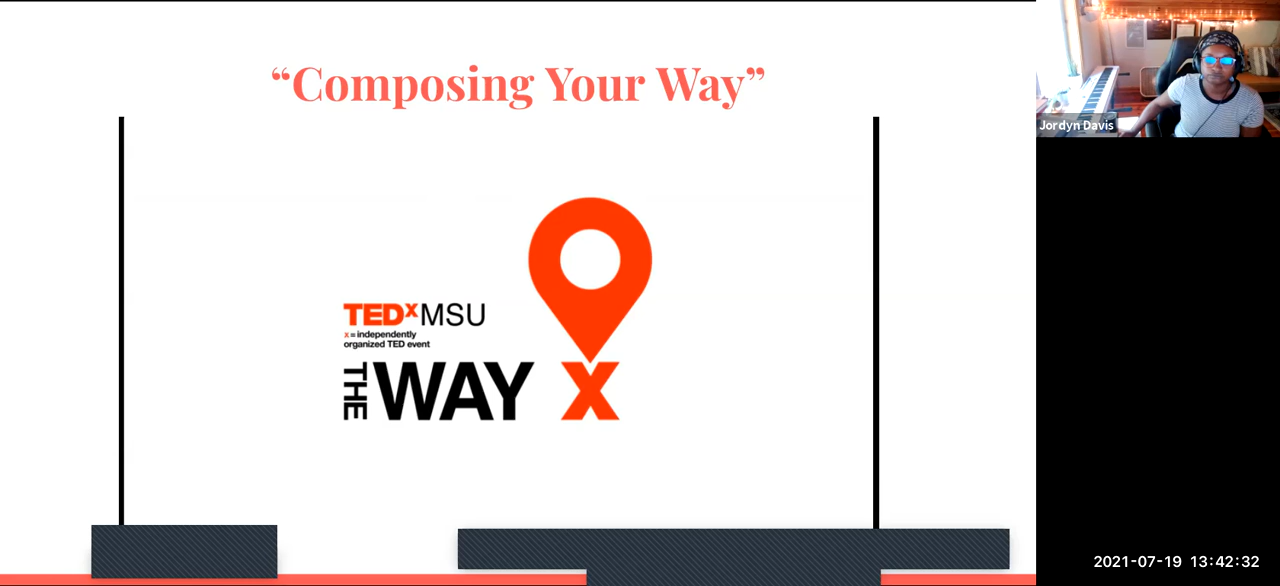 “Composing Your Way”
TEDxMSU
x = independently
organized TED event
THE WAY X
Jordyn Davis
2021-07-19 13:42:32